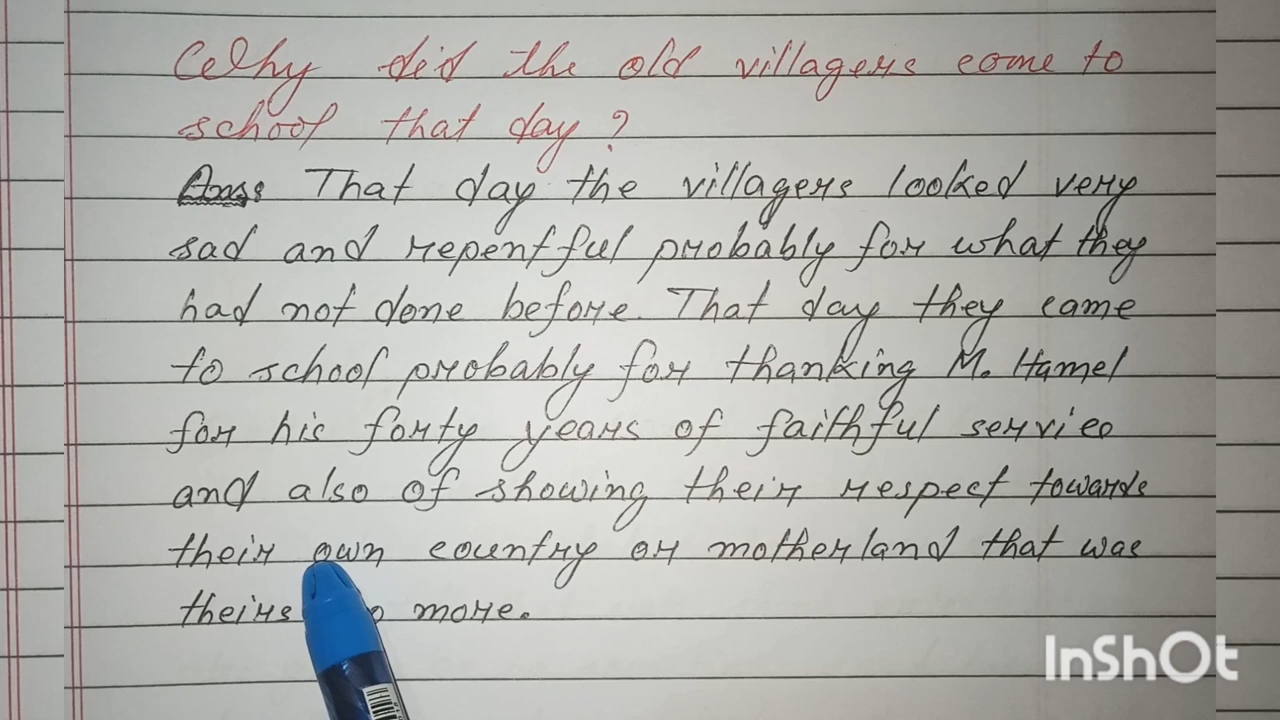 Why did the old villagers come to
school that day?
Ans: That day the villagers looked very
sad and repentful probably for what they
had not done before. That day they came
to school probably for thanking M. Hamel
for his forty years of faithful service
and also of showing their respect towards
their own country or motherland that was
theirs more.
InShOt